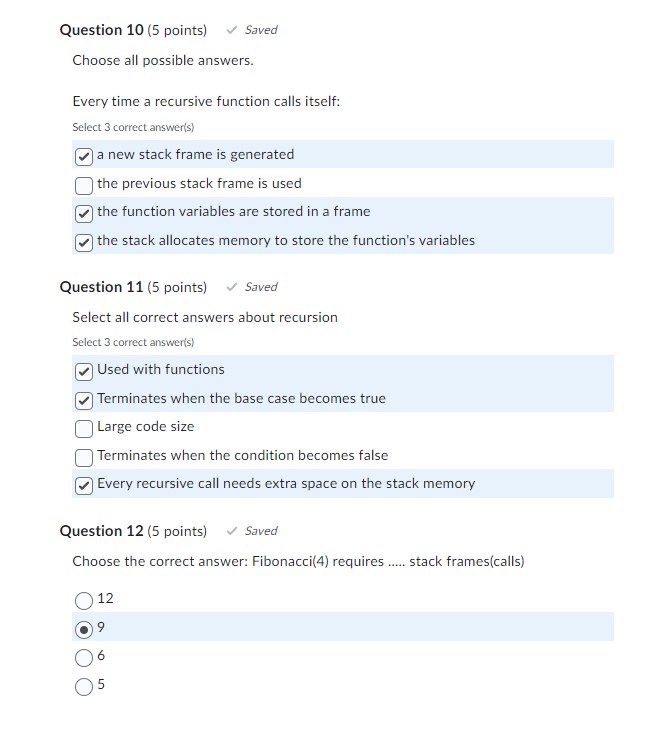 Question 10 (5 points) ✓ Saved
Choose all possible answers.
Every time a recursive function calls itself:
Select 3 correct answer(s)
a new stack frame is generated
the previous stack frame is used
the function variables are stored in a frame
the stack allocates memory to store the function's variables
Question 11 (5 points) ✓ Saved
Select all correct answers about recursion
Select 3 correct answer(s)
Used with functions
Terminates when the base case becomes true
Large code size
Terminates when the condition becomes false
Every recursive call needs extra space on the stack memory
Question 12 (5 points) ✓ Saved
Choose the correct answer: Fibonacci(4) requires ..... stack frames(calls)
12
9
6
5